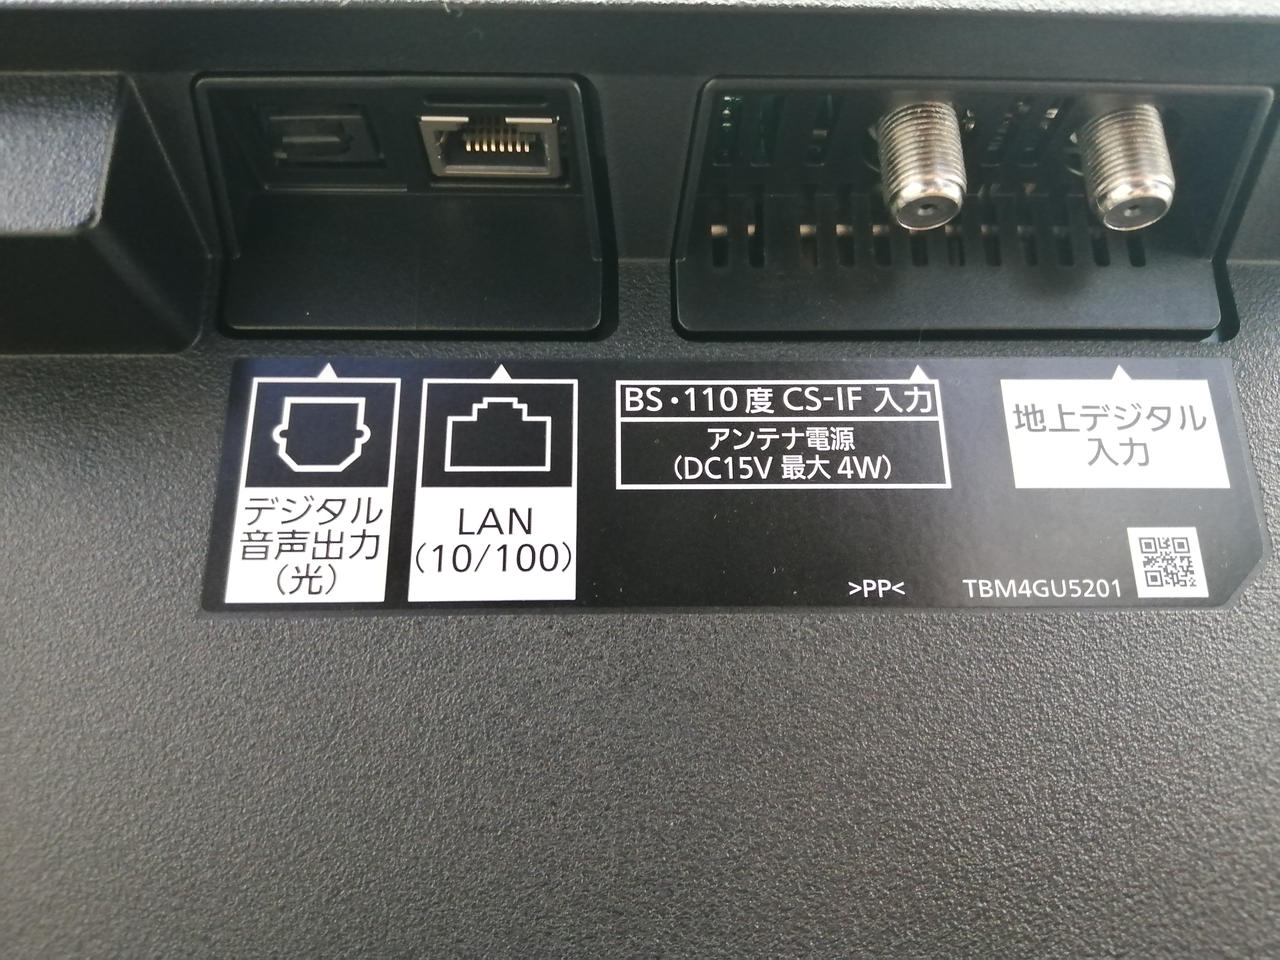 デジタル
音声出力
(光)
LAN
(10/100)
BS・110度 CS-IF 入力
アンテナ電源
(DC15V 最大 4W)
地上デジタル
入力
>PP<
TBM4GU5201